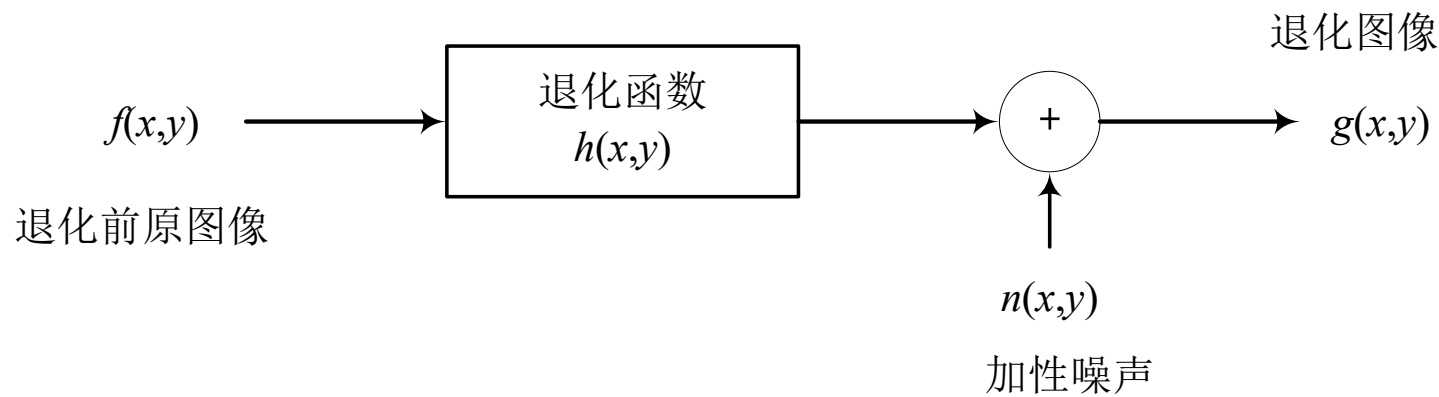 退化图像
退化函数
f(x,y)
h(x,y)
+
g(x,y)
退化前原图像
n(x,y)
加性噪声